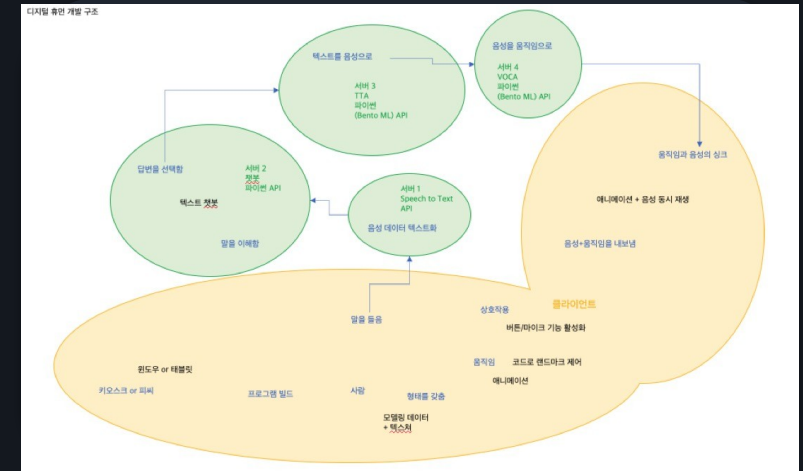 디지털 휴먼 개발 구조
텍스트를 음성으로
서버 3
TTA
파이썬
(Bento ML) API
음성을 움직임으로
서버 4
VOCA
파이썬
(Bento ML) API
답변을 선택함
서버 2
챗봇
파이썬 API
텍스트 챗봇
말을 이해함
서버 1
Speech to Text
API
음성 데이터 텍스트화
움직임과 음성의 싱크
애니메이션 + 음성 동시 재생
음성+움직임을 내보냄
클라이언트
상호작용
버튼/마이크 기능 활성화
말을 들음
움직임 코드로 랜드마크 제어
애니메이션
윈도우 or 태블릿
키오스크 or 피씨
프로그램 빌드
사람
형태를 갖춤
모델링 데이터
+ 텍스쳐